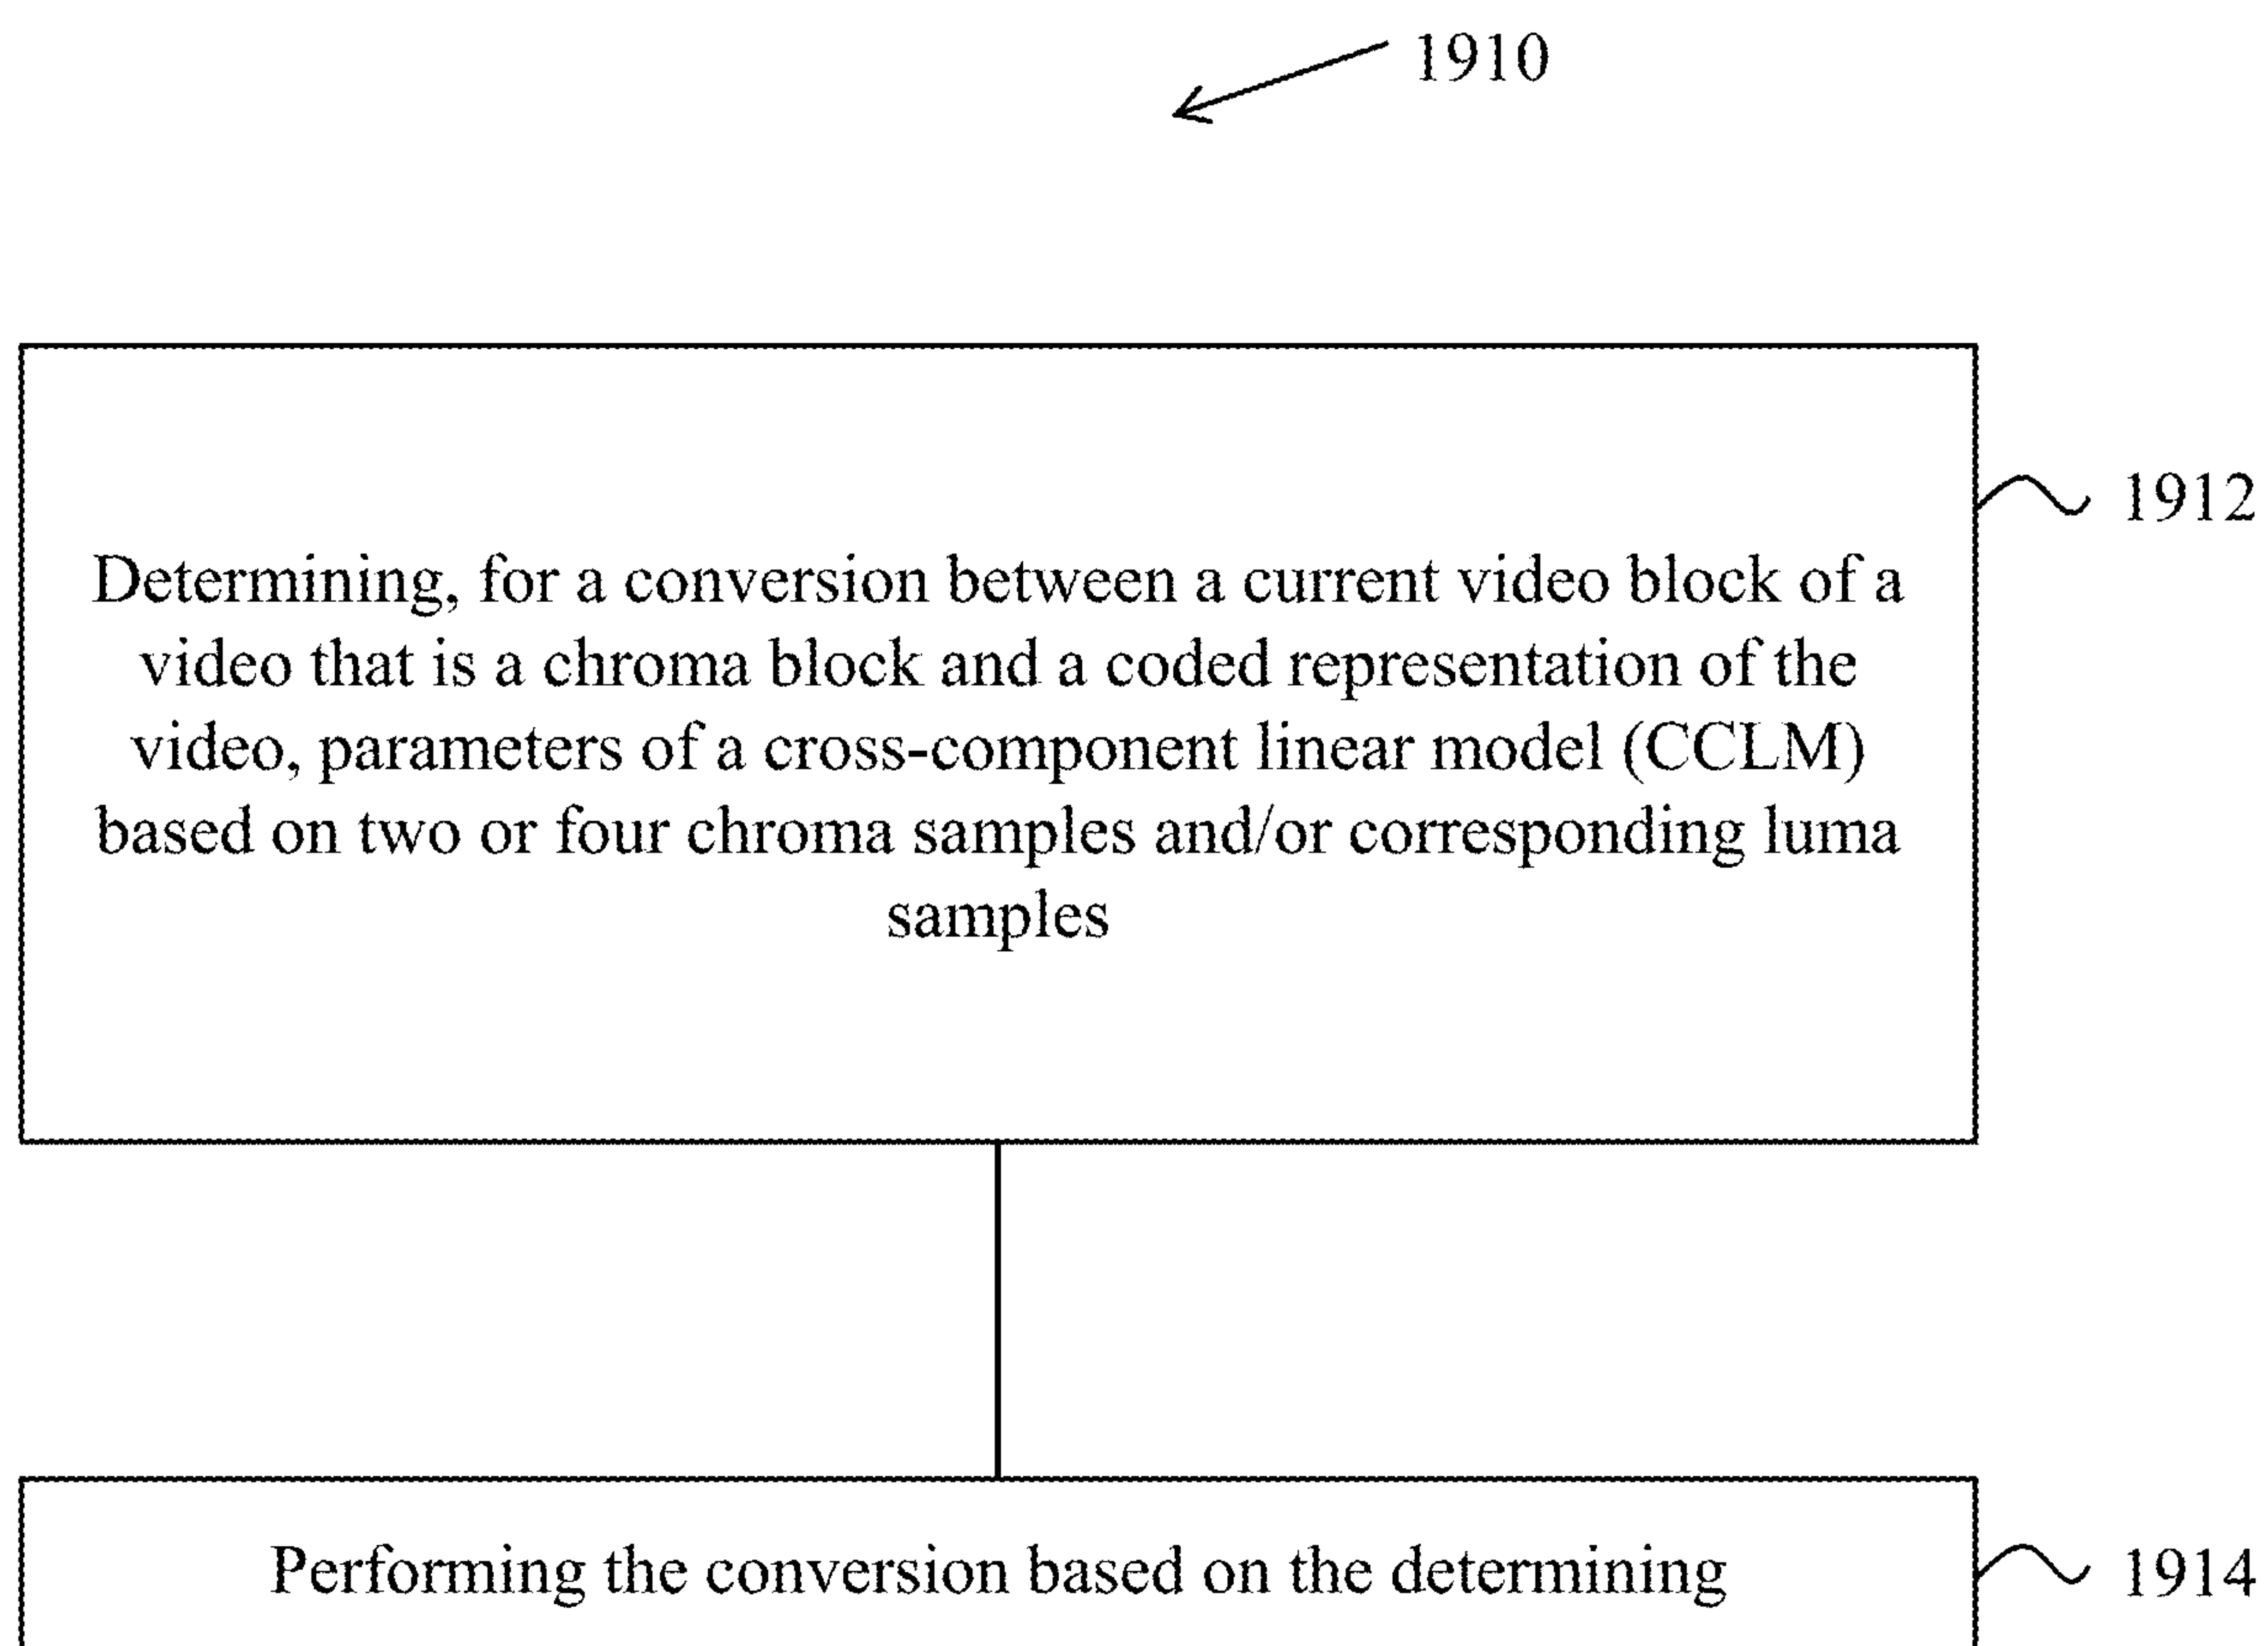 1910
1912
Determining, for a conversion between a current video block of a
video that is a chroma block and a coded representation of the
video, parameters of a cross-component linear model (CCLM)
based on two or four chroma samples and/or corresponding luma
samples
Performing the conversion based on the determining
1914